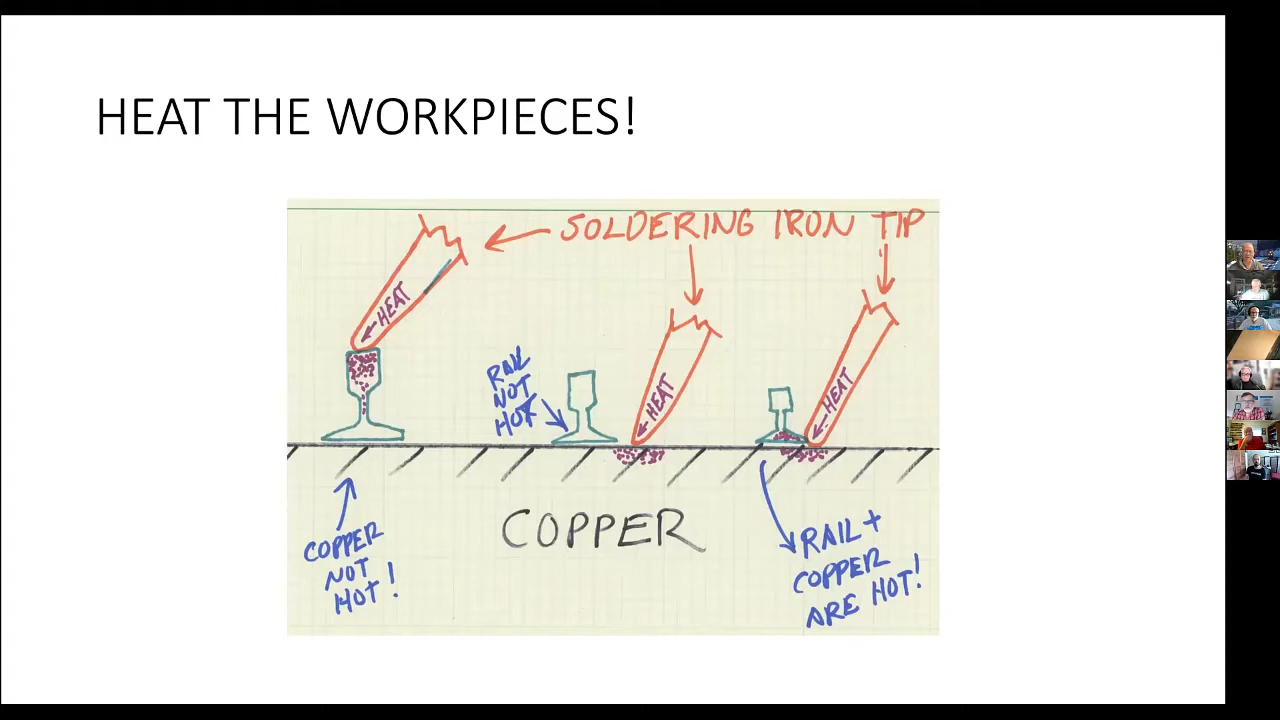 HEAT THE WORKPIECES!
SOLDERING IRON TIP
HEAT
RAIL
NOT
HOT
HEAT
HEAT
COPPER
NOT
HOT!
COPPER
RAIL +
COPPER
ARE HOT!